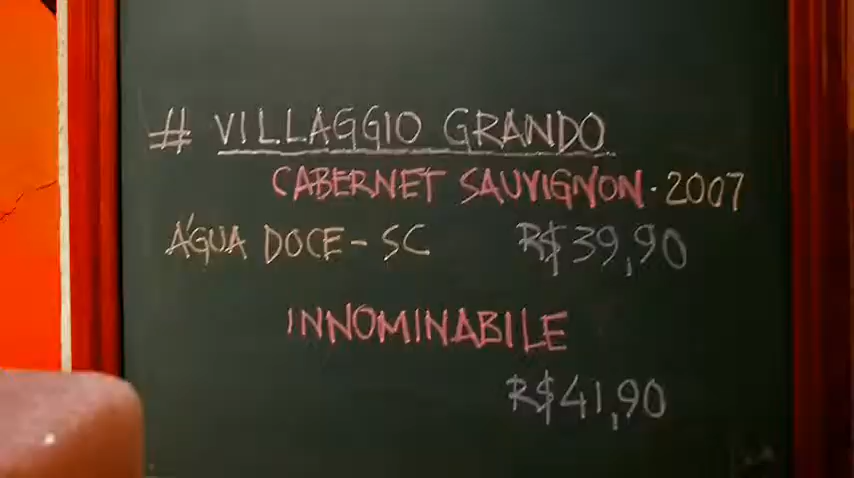 # VILLAGGIO GRANDO
CABERNET SAUVIGNON · 2007
ÁGUA DOCE - SC R$ 39,90
INNOMINABILE
R$ 41,90